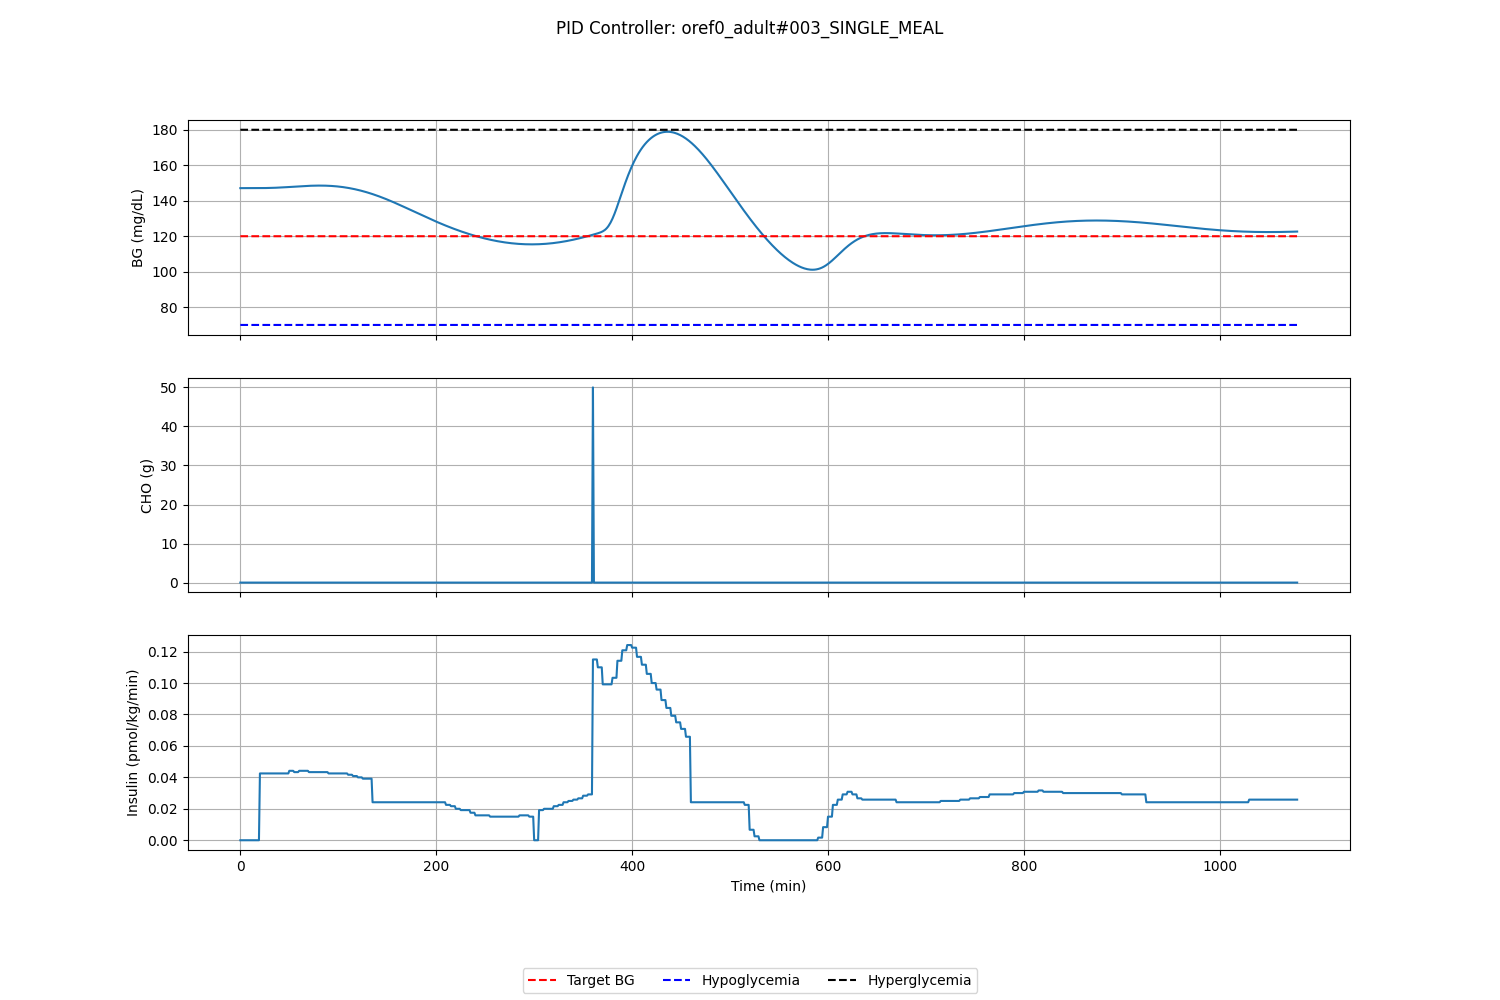 PID Controller: oref0_adult#003_SINGLE_MEAL
180
160
140
120
100
80
BG (mg/dL)
50
40
30
20
10
0
CHO (g)
0.12
0.10
0.08
0.06
0.04
0.02
0.00
Insulin (pmol/kg/min)
0 200 400 600 800 1000
Time (min)
Target BG Hypoglycemia Hyperglycemia